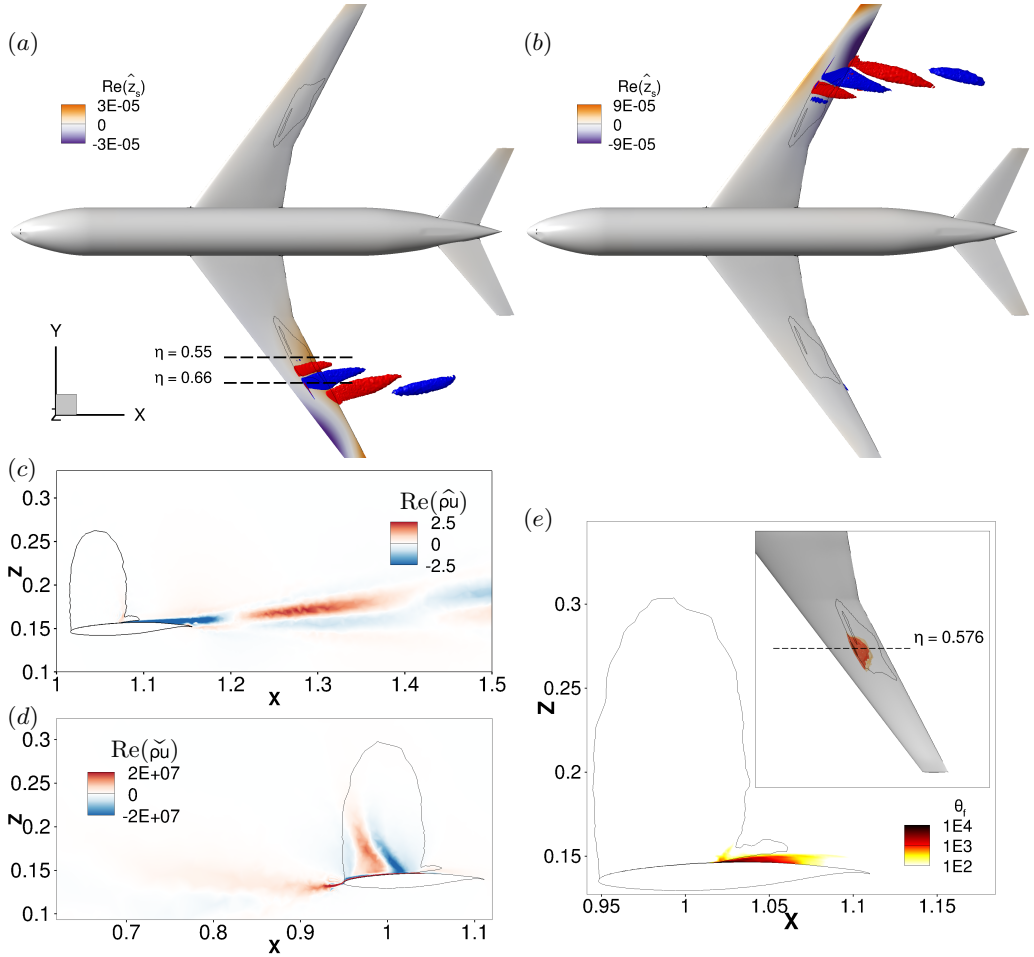 (a)
Re(ẑₛ)
3E-05
0
-3E-05
η = 0.55
η = 0.66
Y
Z
X
(b)
Re(ẑₛ)
9E-05
0
-9E-05
(c)
Re(ρû)
2.5
0
-2.5
0.3
0.25
0.2
0.15
0.1
Z
1
1.1
1.2
1.3
1.4
1.5
X
(d)
Re(ρ̌u)
2E+07
0
-2E+07
0.3
0.25
0.2
0.15
0.1
Z
0.7
0.8
0.9
1
1.1
X
(e)
η = 0.576
θf
1E4
1E3
1E2
0.3
0.25
0.2
0.15
Z
0.95
1
1.05
1.1
1.15
X